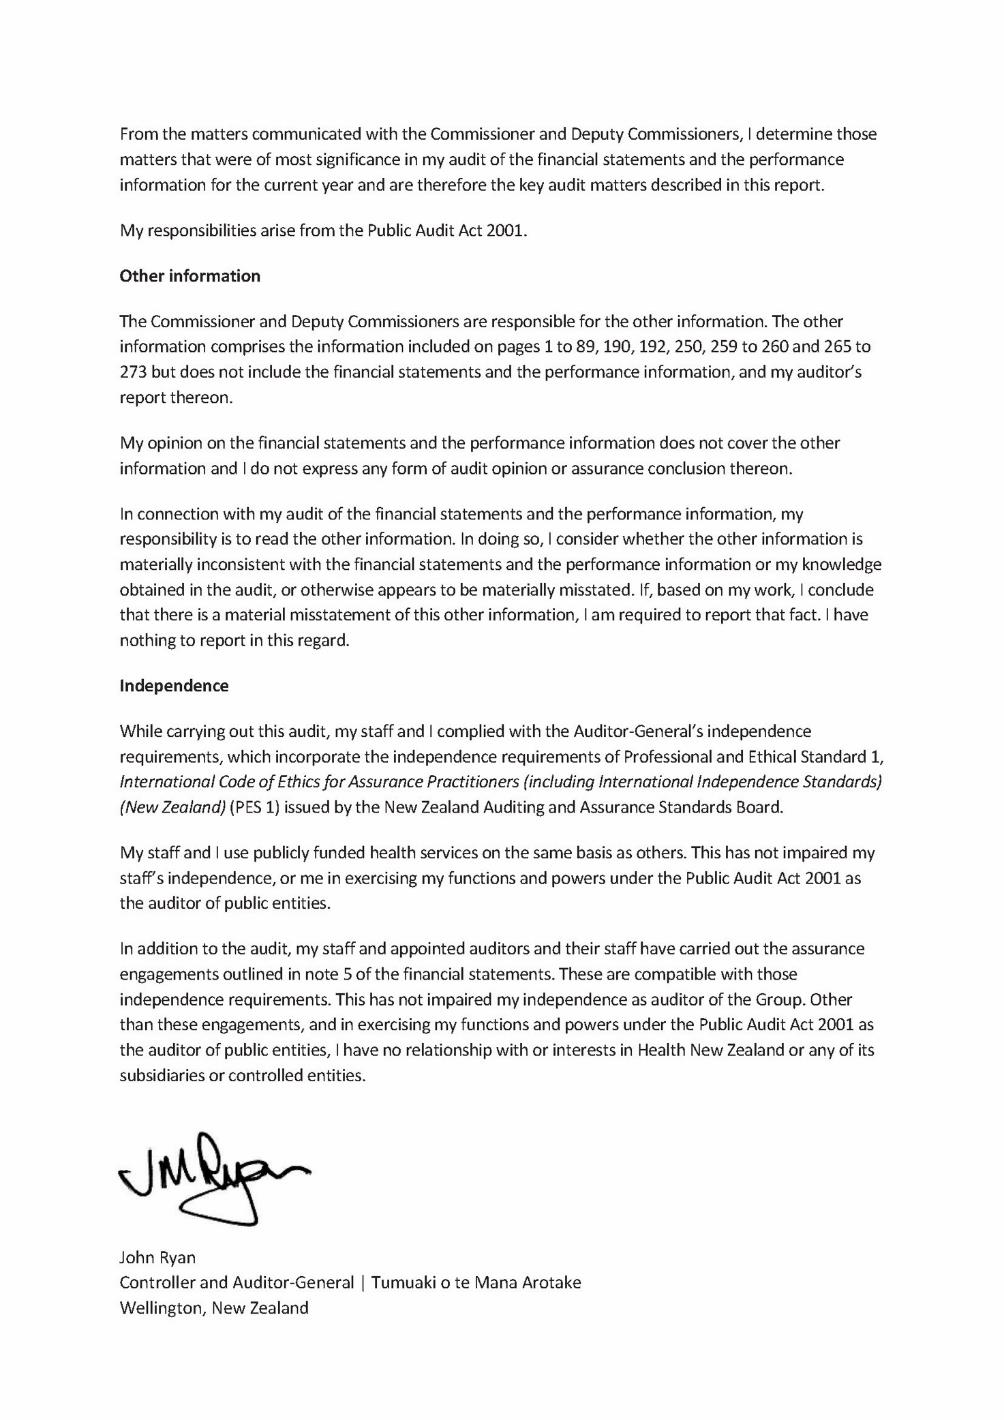 From the matters communicated with the Commissioner and Deputy Commissioners, I determine those
matters that were of most significance in my audit of the financial statements and the performance
information for the current year and are therefore the key audit matters described in this report.
My responsibilities arise from the Public Audit Act 2001.
Other information
The Commissioner and Deputy Commissioners are responsible for the other information. The other
information comprises the information included on pages 1 to 89, 190, 192, 250, 259 to 260 and 265 to
273 but does not include the financial statements and the performance information, and my auditor’s
report thereon.
My opinion on the financial statements and the performance information does not cover the other
information and I do not express any form of audit opinion or assurance conclusion thereon.
In connection with my audit of the financial statements and the performance information, my
responsibility is to read the other information. In doing so, I consider whether the other information is
materially inconsistent with the financial statements and the performance information or my knowledge
obtained in the audit, or otherwise appears to be materially misstated. If, based on my work, I conclude
that there is a material misstatement of this other information, I am required to report that fact. I have
nothing to report in this regard.
Independence
While carrying out this audit, my staff and I complied with the Auditor-General’s independence
requirements, which incorporate the independence requirements of Professional and Ethical Standard 1,
International Code of Ethics for Assurance Practitioners (including International Independence Standards)
(New Zealand) (PES 1) issued by the New Zealand Auditing and Assurance Standards Board.
My staff and I use publicly funded health services on the same basis as others. This has not impaired my
staff’s independence, or me in exercising my functions and powers under the Public Audit Act 2001 as
the auditor of public entities.
In addition to the audit, my staff and appointed auditors and their staff have carried out the assurance
engagements outlined in note 5 of the financial statements. These are compatible with those
independence requirements. This has not impaired my independence as auditor of the Group. Other
than these engagements, and in exercising my functions and powers under the Public Audit Act 2001 as
the auditor of public entities, I have no relationship with or interests in Health New Zealand or any of its
subsidiaries or controlled entities.
JMRyan
John Ryan
Controller and Auditor-General | Tumuaki o te Mana Arotake
Wellington, New Zealand